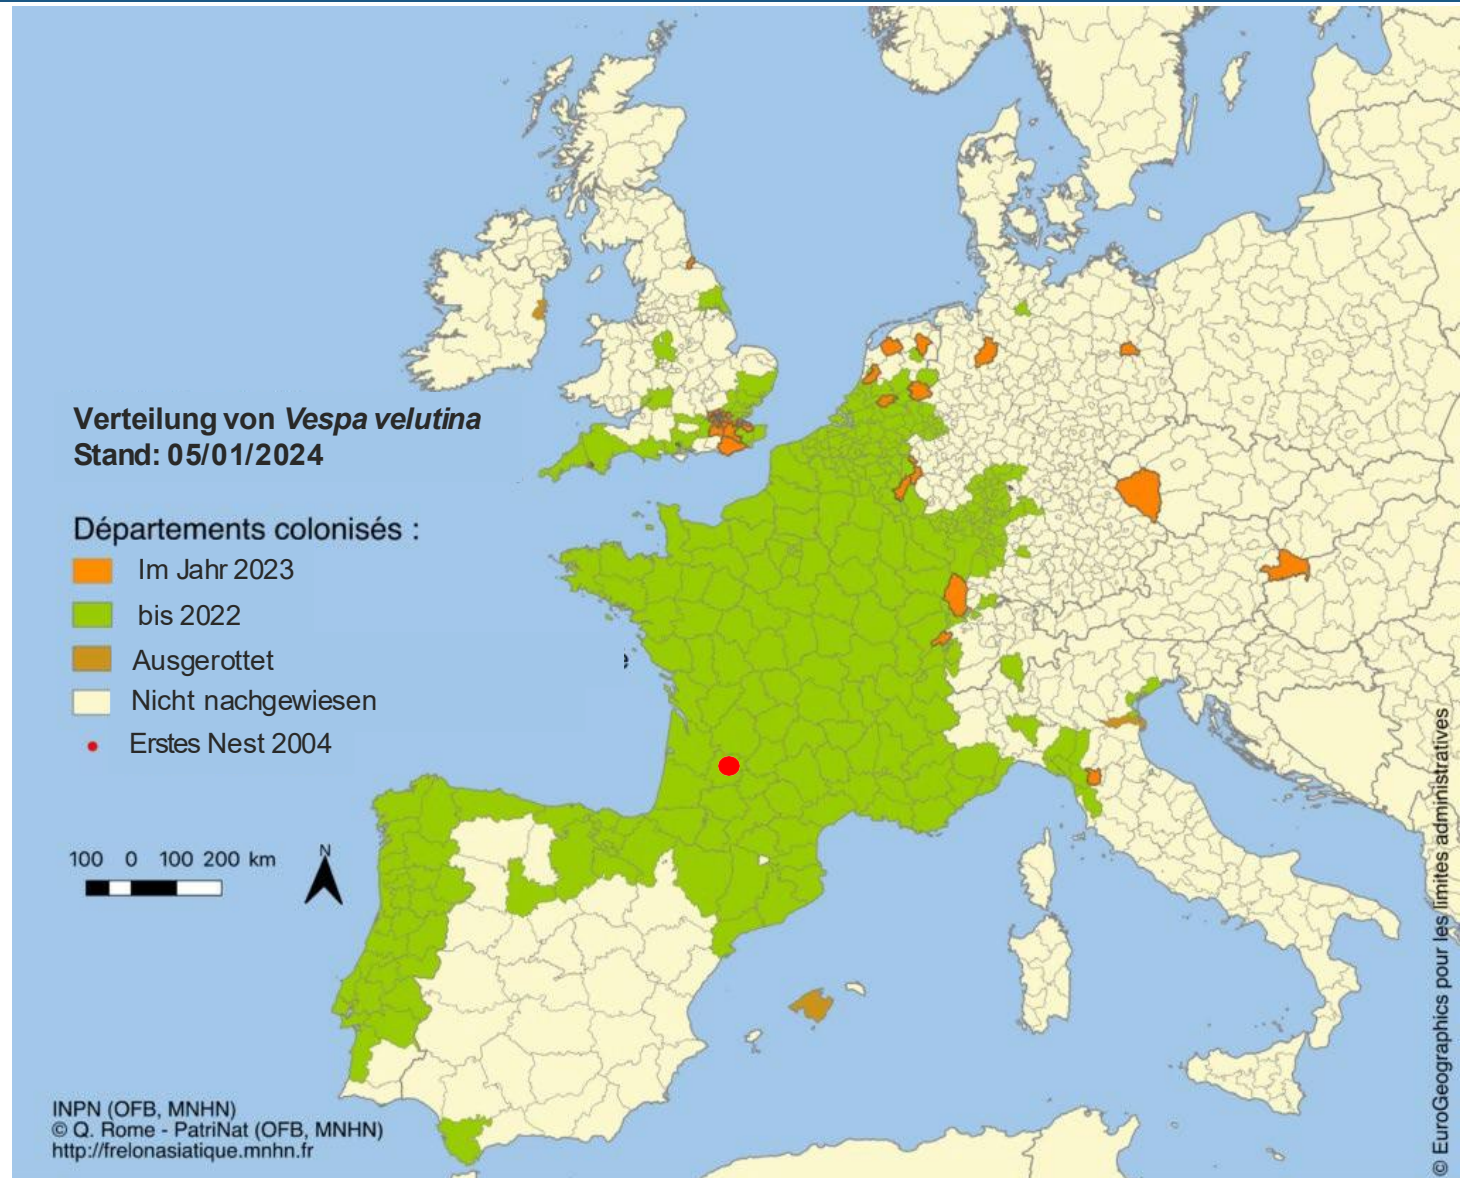 Verteilung von Vespa velutina
Stand: 05/01/2024
Départements colonisés :
Im Jahr 2023
bis 2022
Ausgerottet
Nicht nachgewiesen
Erstes Nest 2004
100 0 100 200 km
N
INPN (OFB, MNHN)
© Q. Rome - PatriNat (OFB, MNHN)
http://frelonasiatique.mnhn.fr
© EuroGeographics pour les limites administratives